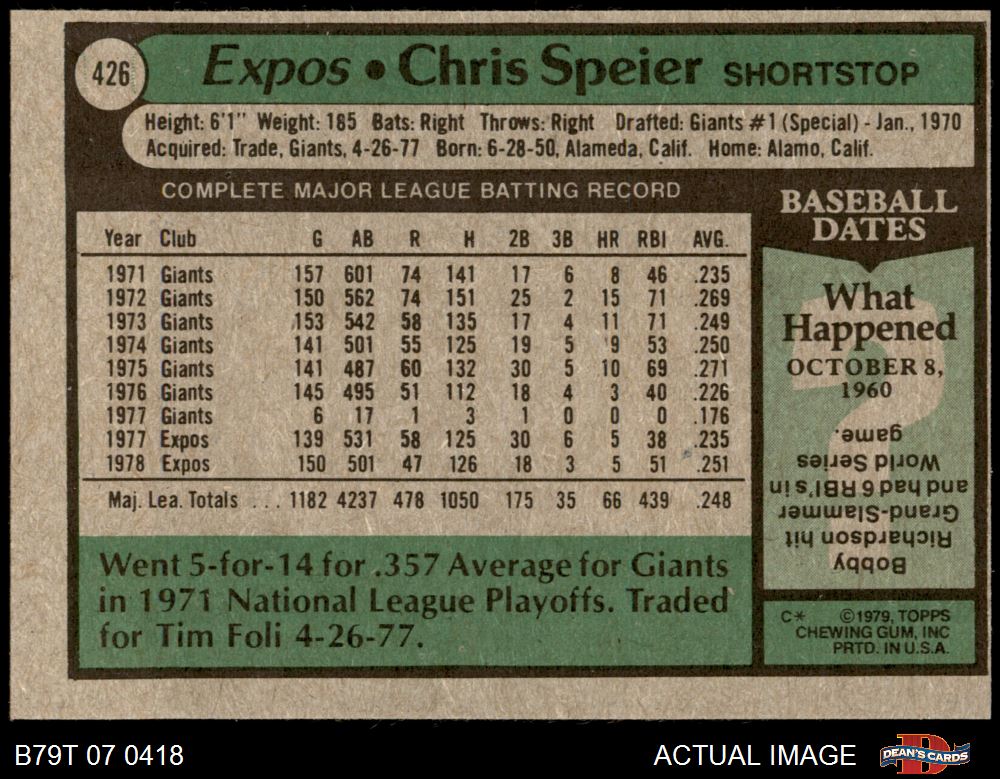 426
Expos • Chris Speier SHORTSTOP
Height: 6'1" Weight: 185 Bats: Right Throws: Right Drafted: Giants #1 (Special) - Jan., 1970
Acquired: Trade, Giants, 4-26-77 Born: 6-28-50, Alameda, Calif. Home: Alamo, Calif.
COMPLETE MAJOR LEAGUE BATTING RECORD
Year Club G AB R H 2B 3B HR RBI AVG.
1971 Giants 157 601 74 141 17 6 8 46 .235
1972 Giants 150 562 74 151 25 2 15 71 .269
1973 Giants 153 542 58 135 17 4 11 71 .249
1974 Giants 141 501 55 125 19 5 9 53 .250
1975 Giants 141 487 60 132 30 5 10 69 .271
1976 Giants 145 495 51 112 18 4 3 40 .226
1977 Giants 6 17 1 3 1 0 0 0 .176
1977 Expos 139 531 58 125 30 6 5 38 .235
1978 Expos 150 501 47 126 18 3 5 51 .251
Maj. Lea. Totals ... 1182 4237 478 1050 175 35 66 439 .248
Went 5-for-14 for .357 Average for Giants
in 1971 National League Playoffs. Traded
for Tim Foli 4-26-77.
BASEBALL
DATES
What
Happened
OCTOBER 8,
1960
Bobby
Richardson hit
Grand-Slammer
and had 6 RBI's in
World Series
game.
C* ©1979, TOPPS
CHEWING GUM, INC
PRTD. IN U.S.A.
B79T 07 0418
ACTUAL IMAGE
DEAN'S CARDS